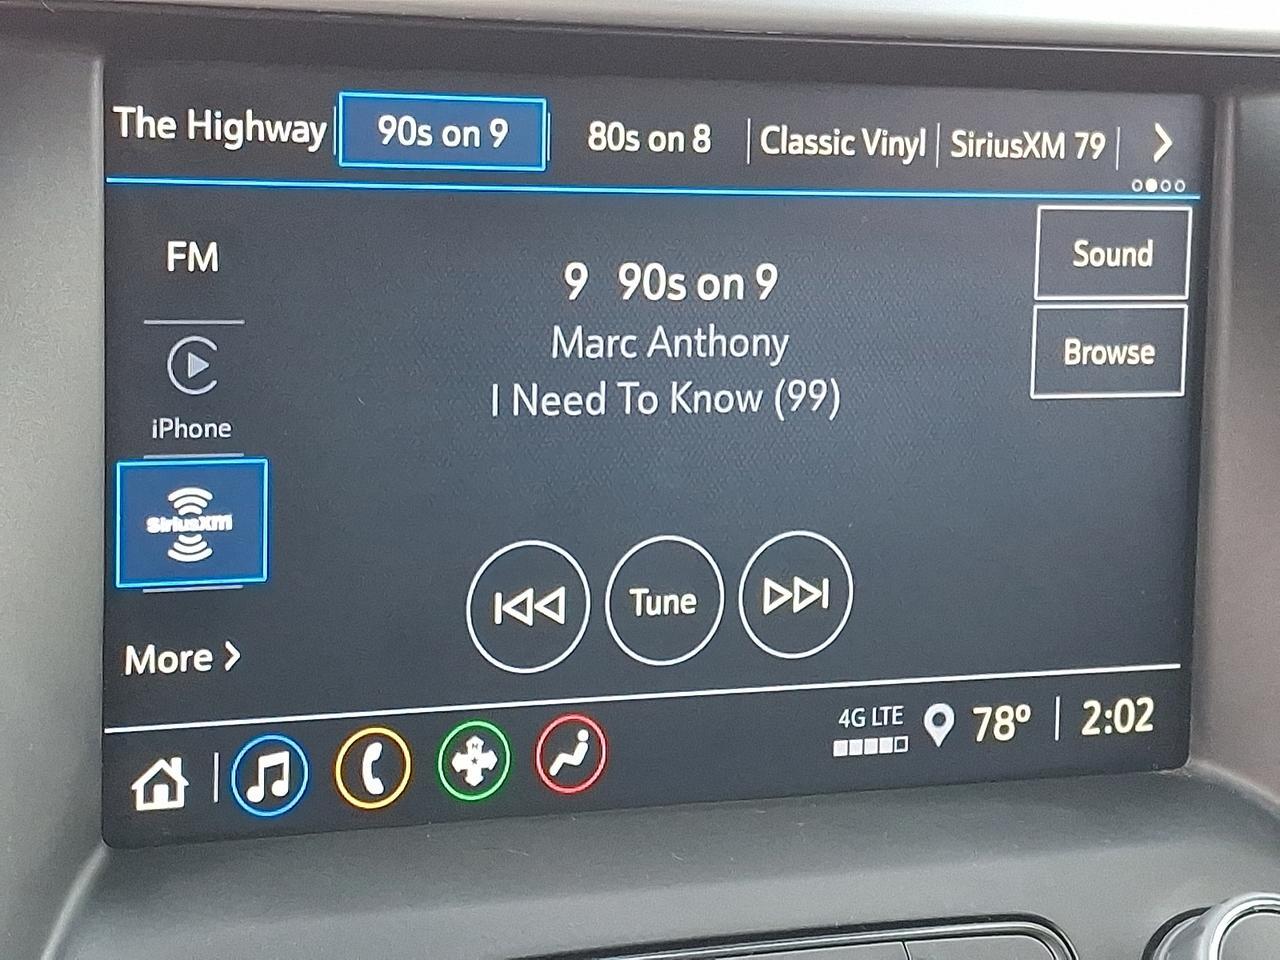 The Highway
90s on 9
80s on 8
Classic Vinyl
SiriusXM 79
FM
iPhone
SiriusXM
More
9 90s on 9
Marc Anthony
I Need To Know (99)
Sound
Browse
Tune
4G LTE
78°
2:02